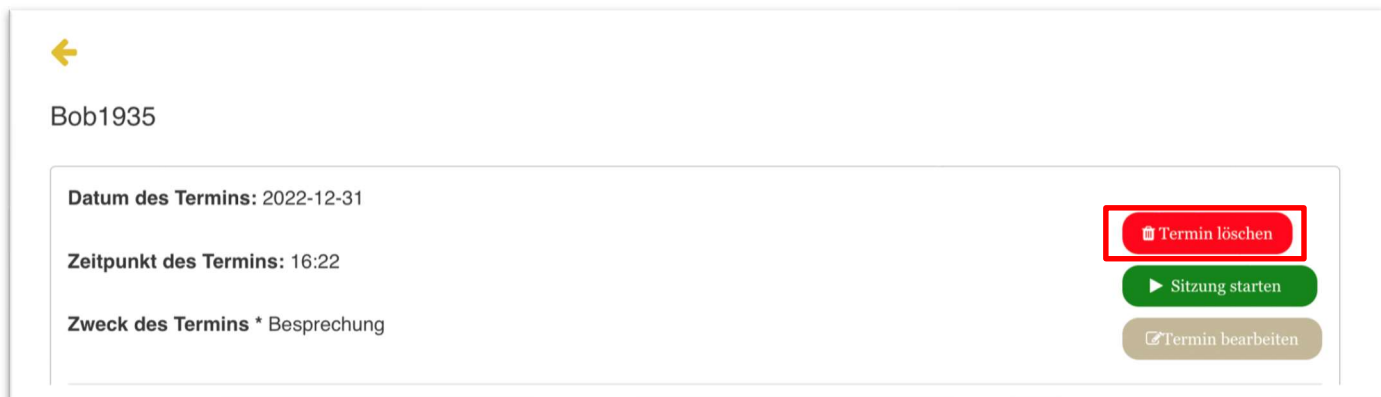 Bob1935
Datum des Termins: 2022-12-31
Termin löschen
Zeitpunkt des Termins: 16:22
Sitzung starten
Zweck des Termins * Besprechung
Termin bearbeiten